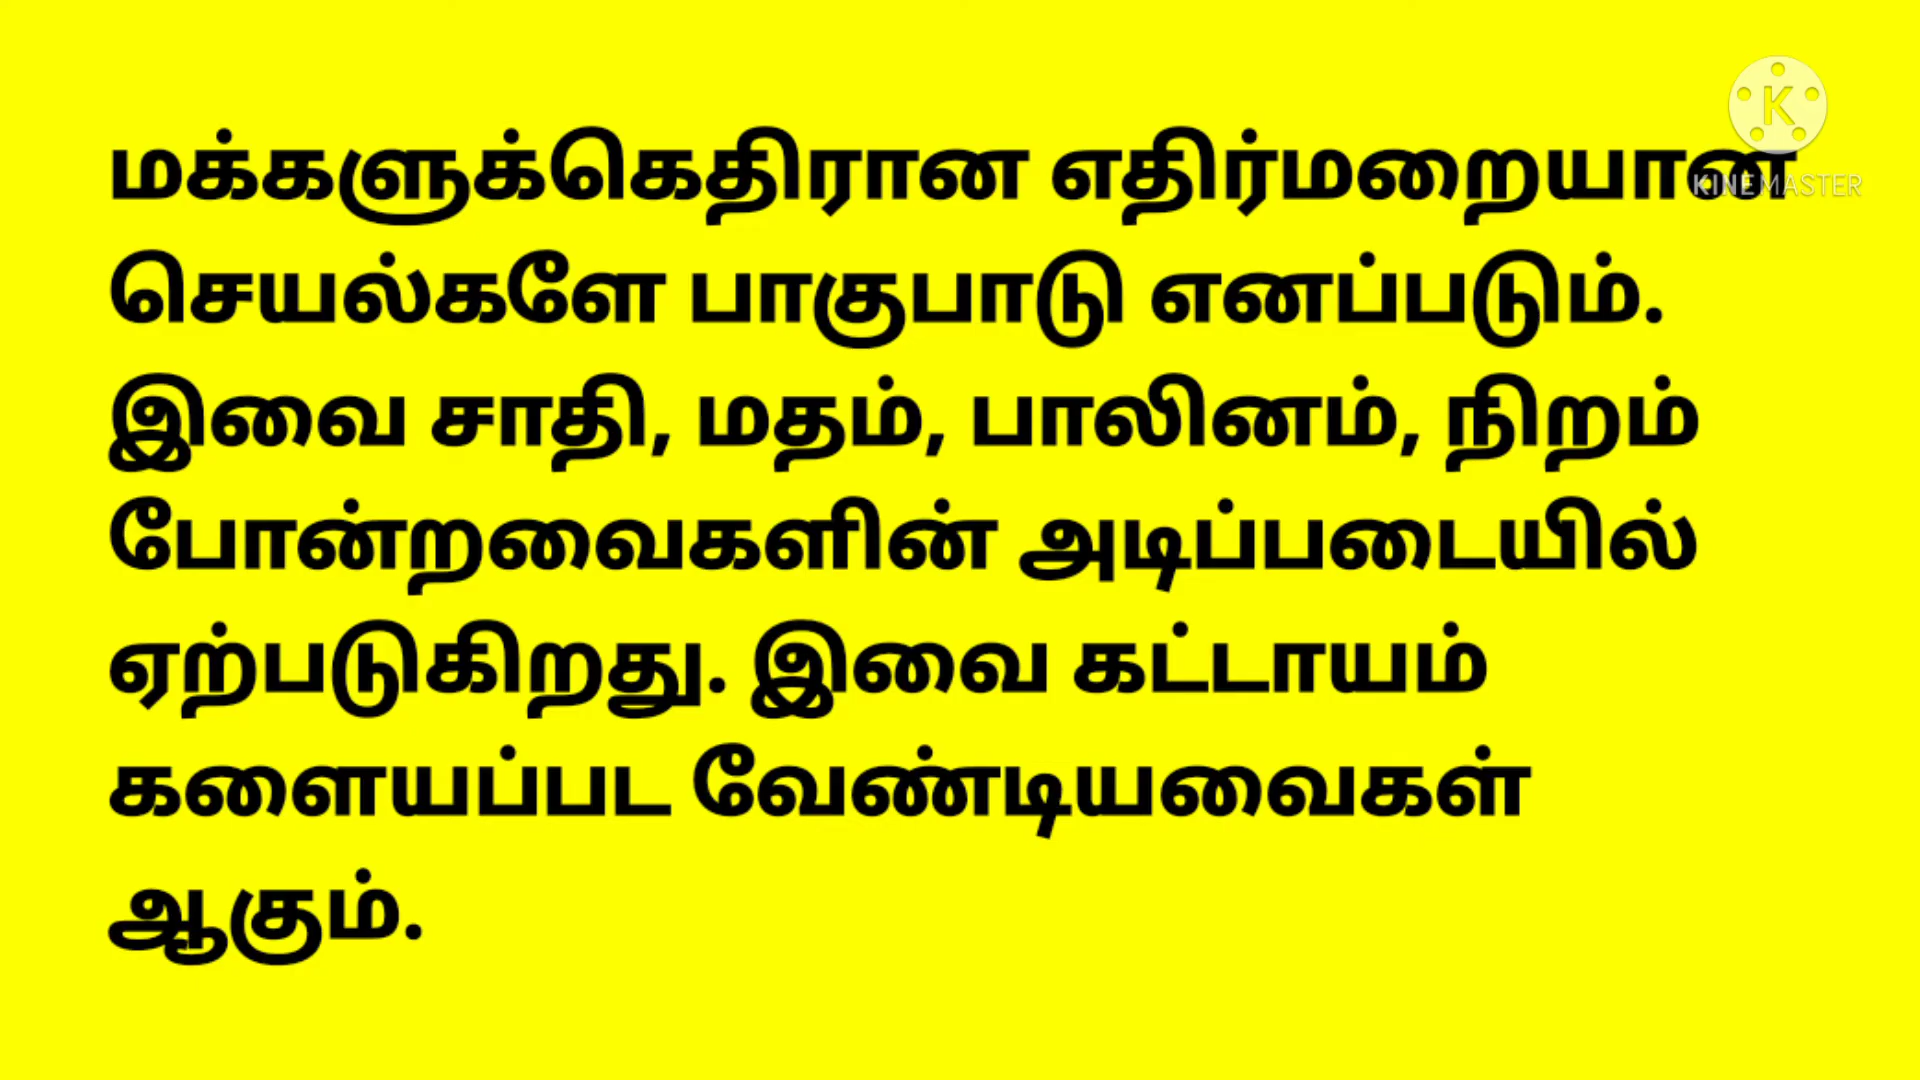 மக்களுக்கெதிரான எதிர்மறையான
செயல்களே பாகுபாடு எனப்படும்.
இவை சாதி, மதம், பாலினம், நிறம்
போன்றவைகளின் அடிப்படையில்
ஏற்படுகிறது. இவை கட்டாயம்
களையப்பட வேண்டியவைகள்
ஆகும்.
K
KINEMASTER